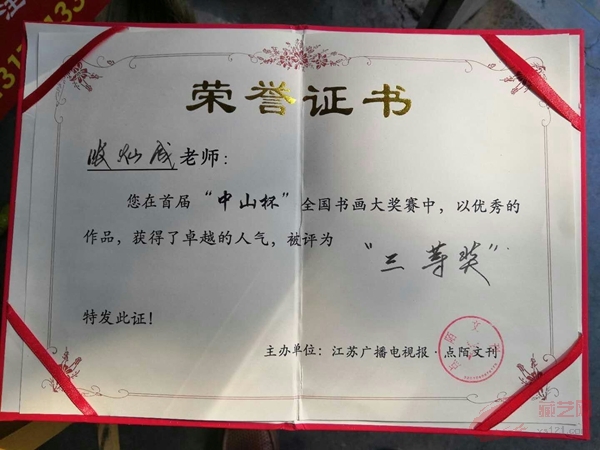 荣誉证书
老师：
您在首届“中山杯”全国书画大奖赛中，以优秀的
作品，获得了卓越的人气，被评为 “三等奖”.
特发此证！
主办单位：江苏广播电视报·点陌文刊